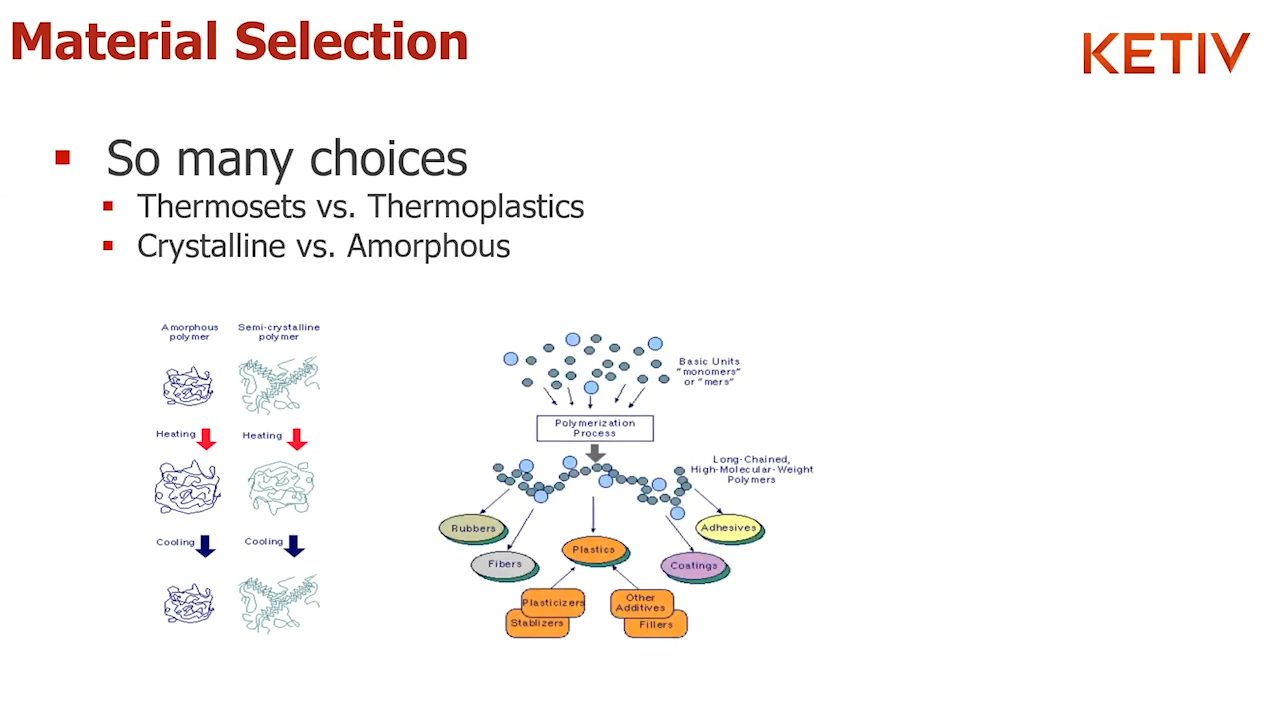 Material Selection
KETIV
So many choices
Thermosets vs. Thermoplastics
Crystalline vs. Amorphous
Amorphous
polymer
Semi-crystalline
polymer
Heating
Heating
Cooling
Cooling
Basic Units
"monomers"
or "mers"
Polymerization
Process
Long-Chained,
High-Molecular-Weight
Polymers
Rubbers
Fibers
Plastics
Coatings
Adhesives
Plasticizers
Stablizers
Other
Additives
Fillers